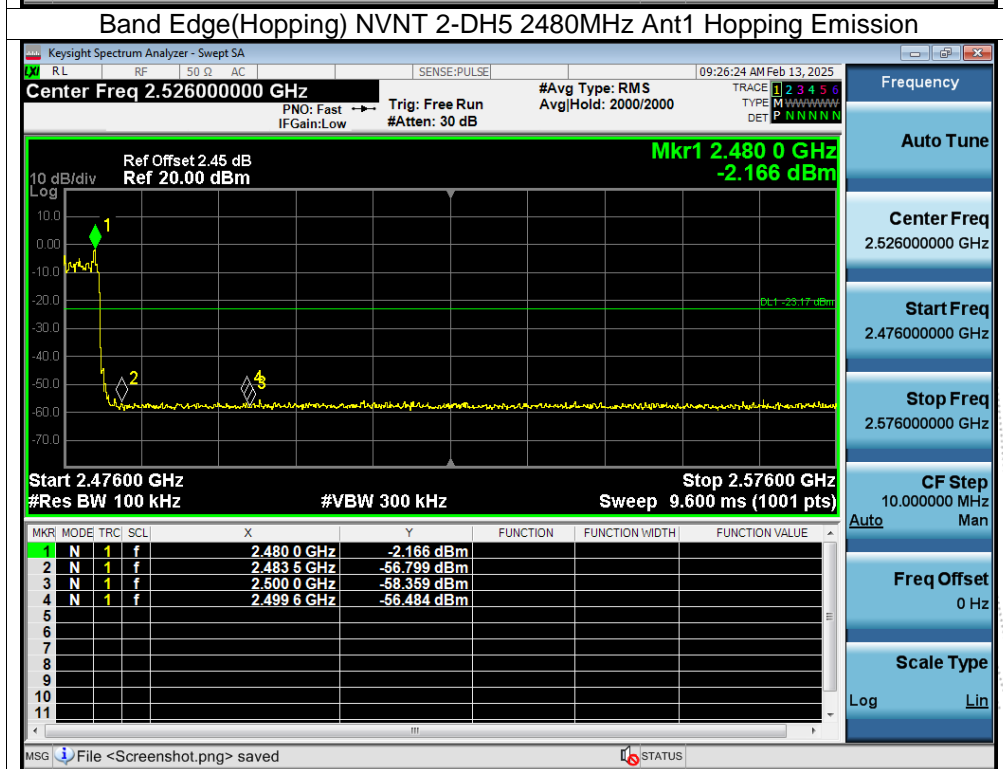 Band Edge(Hopping) NVNT 2-DH5 2480MHz Ant1 Hopping Emission
Keysight Spectrum Analyzer - Swept SA
LXI RL RF 50 Ω AC SENSE:PULSE 09:26:24 AM Feb 13, 2025
Center Freq 2.526000000 GHz #Avg Type: RMS TRACE 1 2 3 4 5 6
PNO: Fast Trig: Free Run Avg|Hold: 2000/2000 TYPE M WWWWW
IFGain:Low #Atten: 30 dB DET P N N N N N
Mkr1 2.480 0 GHz
-2.166 dBm
Ref Offset 2.45 dB
10 dB/div Ref 20.00 dBm
Log
10.0
1
0.00
-10.0
-20.0
DL1 -23.17 dBm
-30.0
-40.0
-50.0
2 4 3
-60.0
-70.0
Start 2.47600 GHz Stop 2.57600 GHz
#Res BW 100 kHz #VBW 300 kHz Sweep 9.600 ms (1001 pts)
MKR MODE TRC SCL X Y FUNCTION FUNCTION WIDTH FUNCTION VALUE
1 N 1 f 2.480 0 GHz -2.166 dBm
2 N 1 f 2.483 5 GHz -56.799 dBm
3 N 1 f 2.500 0 GHz -58.359 dBm
4 N 1 f 2.499 6 GHz -56.484 dBm
5
6
7
8
9
10
11
MSG File <Screenshot.png> saved STATUS
Frequency
Auto Tune
Center Freq
2.526000000 GHz
Start Freq
2.476000000 GHz
Stop Freq
2.576000000 GHz
CF Step
10.000000 MHz
Auto Man
Freq Offset
0 Hz
Scale Type
Log Lin